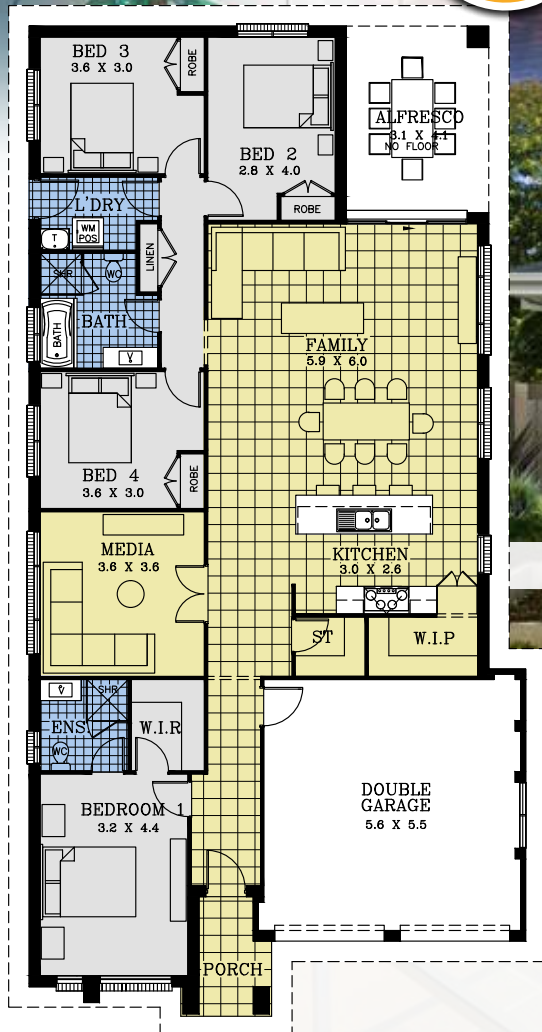 BED 3
3.6 X 3.0
ROBE
BED 2
2.8 X 4.0
ROBE
ALFRESCO
3.1 X 4.1
NO FLOOR
L'DRY
T
WM
POS
LINEN
SHR
WC
BATH
BATH
V
FAMILY
5.9 X 6.0
BED 4
3.6 X 3.0
ROBE
MEDIA
3.6 X 3.6
KITCHEN
3.0 X 2.6
ST
W.I.P
V
SHR
ENS
WC
W.I.R
BEDROOM 1
3.2 X 4.4
DOUBLE
GARAGE
5.6 X 5.5
PORCH